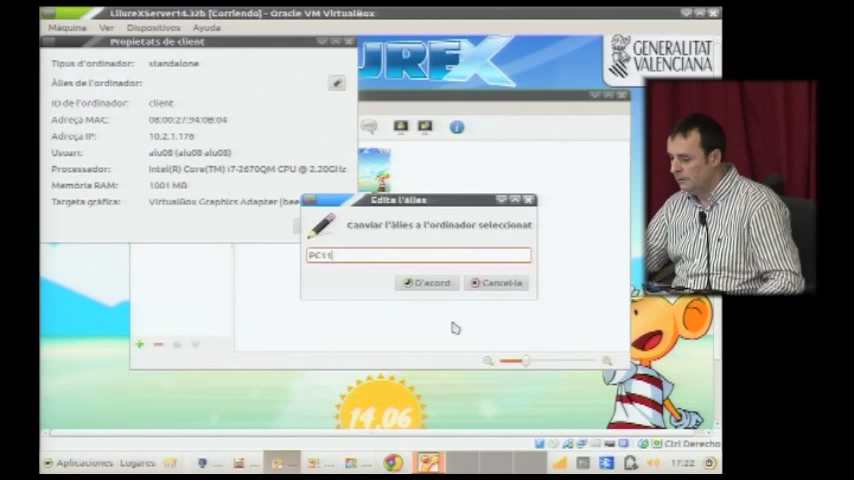 LliureXServer14.32b [Corriendo] - Oracle VM VirtualBox
Máquina Ver Dispositivos Ayuda
Propietats de client
Tipus d'ordinador: standalone
Àlies de l'ordinador:
ID de l'ordinador: client
Adreça MAC: 08:00:27:94:0B:04
Adreça IP: 10.2.1.176
Usuari: alu08 (alu08 alu08)
Processador: Intel(R) Core(TM) i7-2670QM CPU @ 2.20GHz
Memòria RAM: 1001 MB
Targeta gràfica: VirtualBox Graphics Adapter (bee
UREX
GENERALITAT
VALENCIANA
Edita l'àlies
Canviar l'àlies a l'ordinador seleccionat
PC11
D'acord Cancel·la
14.06
Ctrl Derecho
Aplicaciones Lugares 17:22